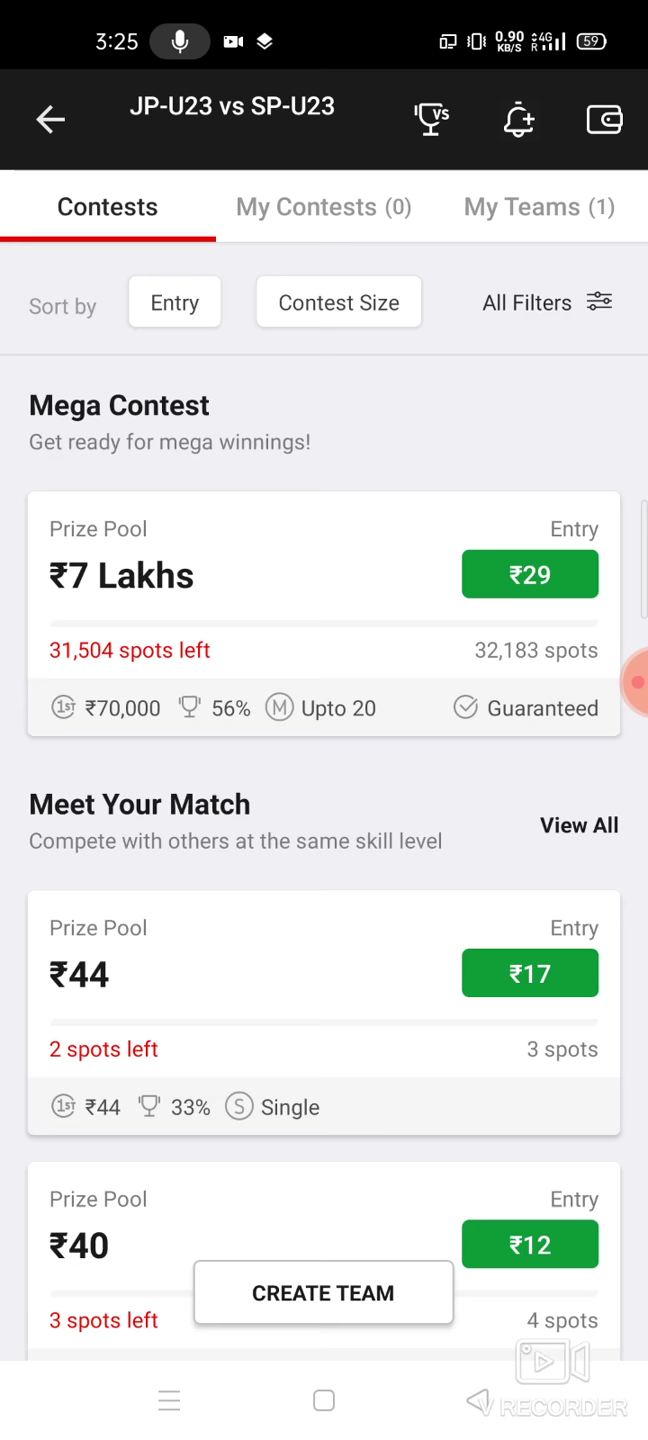 3:25
0.90 KB/S 4G R 59
JP-U23 vs SP-U23
VS
Contests My Contests (0) My Teams (1)
Sort by Entry Contest Size All Filters
Mega Contest
Get ready for mega winnings!
Prize Pool Entry
₹7 Lakhs ₹29
31,504 spots left 32,183 spots
1ST ₹70,000 56% M Upto 20 Guaranteed
Meet Your Match
View All
Compete with others at the same skill level
Prize Pool Entry
₹44 ₹17
2 spots left 3 spots
1ST ₹44 33% S Single
Prize Pool Entry
₹40 ₹12
CREATE TEAM
3 spots left 4 spots
V RECORDER